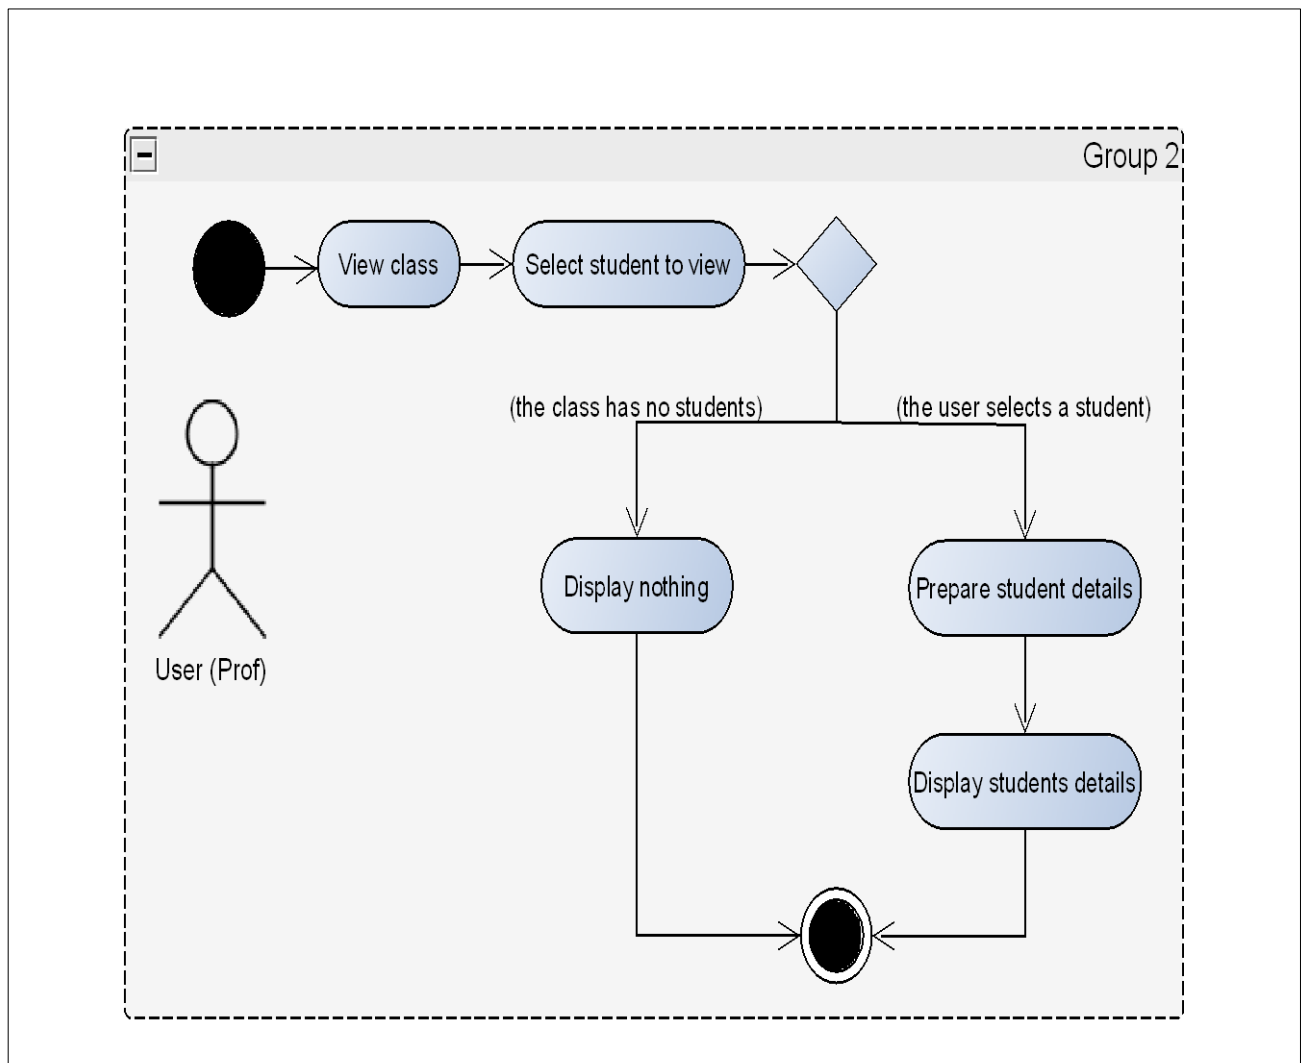 Group 2
View class
Select student to view
(the class has no students)
(the user selects a student)
Display nothing
Prepare student details
User (Prof)
Display students details